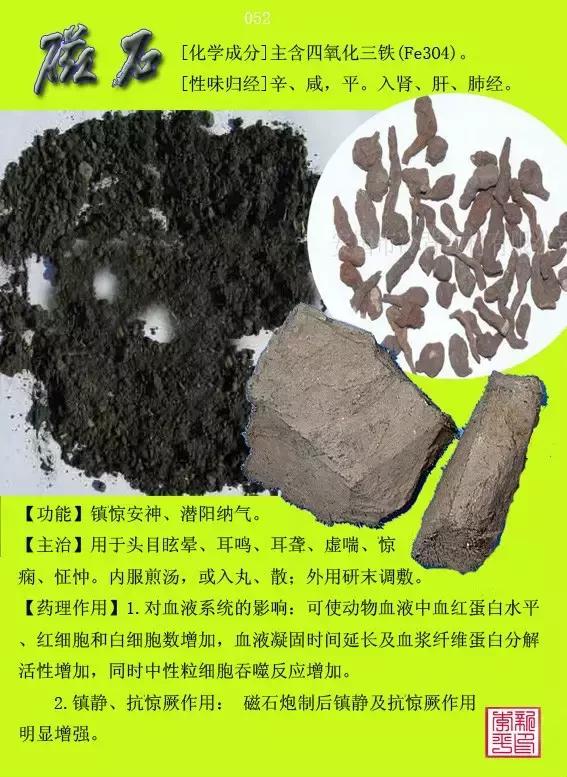 052
磁石
[化学成分]主含四氧化三铁(Fe3O4)。
[性味归经]辛、咸，平。入肾、肝、肺经。
【功能】镇惊安神、潜阳纳气。
【主治】用于头目眩晕、耳鸣、耳聋、虚喘、惊
痫、怔忡。内服煎汤，或入丸、散；外用研末调敷。
【药理作用】1.对血液系统的影响：可使动物血液中血红蛋白水平
、红细胞和白细胞数增加，血液凝固时间延长及血浆纤维蛋白分解
活性增加，同时中性粒细胞吞噬反应增加。
2.镇静、抗惊厥作用： 磁石炮制后镇静及抗惊厥作用
明显增强。